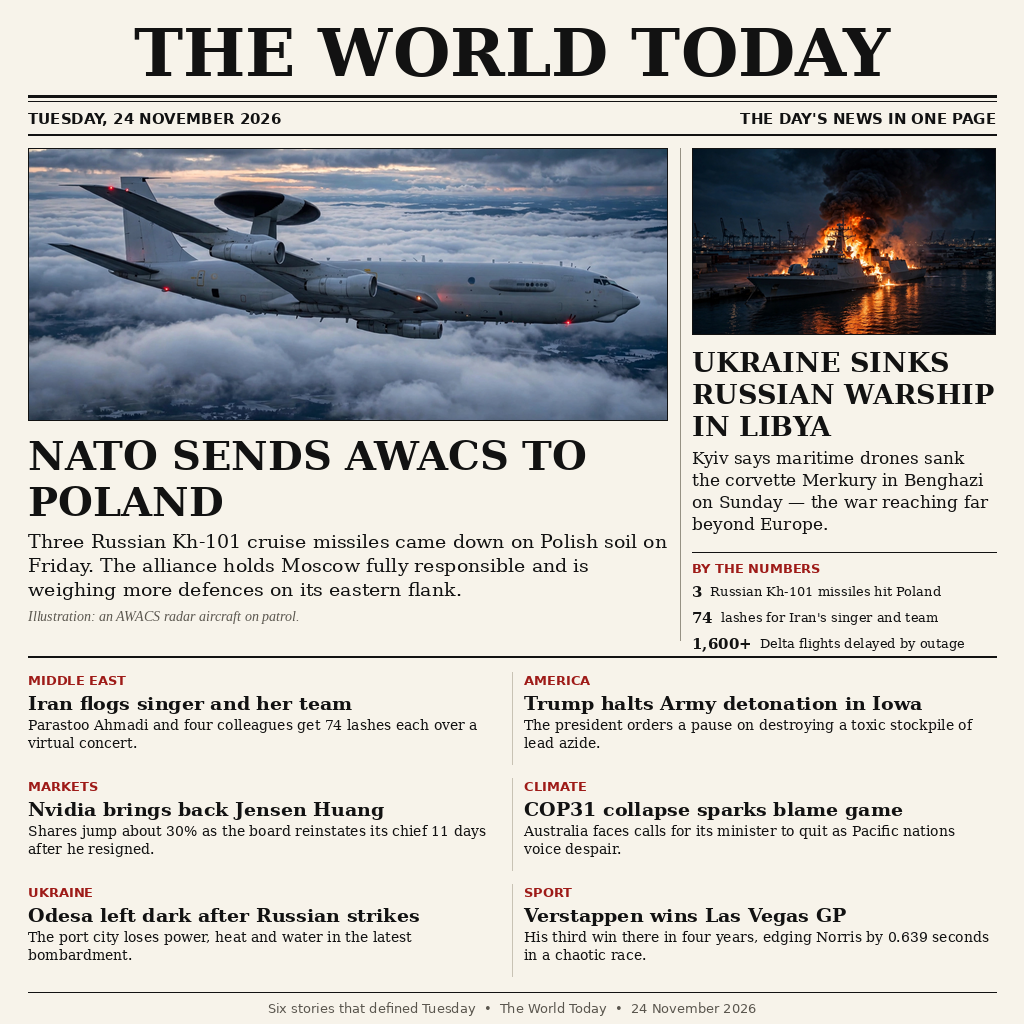 THE WORLD TODAY
TUESDAY, 24 NOVEMBER 2026
THE DAY'S NEWS IN ONE PAGE
NATO SENDS AWACS TO
POLAND
Three Russian Kh-101 cruise missiles came down on Polish soil on
Friday. The alliance holds Moscow fully responsible and is
weighing more defences on its eastern flank.
Illustration: an AWACS radar aircraft on patrol.
UKRAINE SINKS
RUSSIAN WARSHIP
IN LIBYA
Kyiv says maritime drones sank
the corvette Merkury in Benghazi
on Sunday — the war reaching far
beyond Europe.
BY THE NUMBERS
3 Russian Kh-101 missiles hit Poland
74 lashes for Iran's singer and team
1,600+ Delta flights delayed by outage
MIDDLE EAST
Iran flogs singer and her team
Parastoo Ahmadi and four colleagues get 74 lashes each over a
virtual concert.
AMERICA
Trump halts Army detonation in Iowa
The president orders a pause on destroying a toxic stockpile of
lead azide.
MARKETS
Nvidia brings back Jensen Huang
Shares jump about 30% as the board reinstates its chief 11 days
after he resigned.
CLIMATE
COP31 collapse sparks blame game
Australia faces calls for its minister to quit as Pacific nations
voice despair.
UKRAINE
Odesa left dark after Russian strikes
The port city loses power, heat and water in the latest
bombardment.
SPORT
Verstappen wins Las Vegas GP
His third win there in four years, edging Norris by 0.639 seconds
in a chaotic race.
Six stories that defined Tuesday • The World Today • 24 November 2026